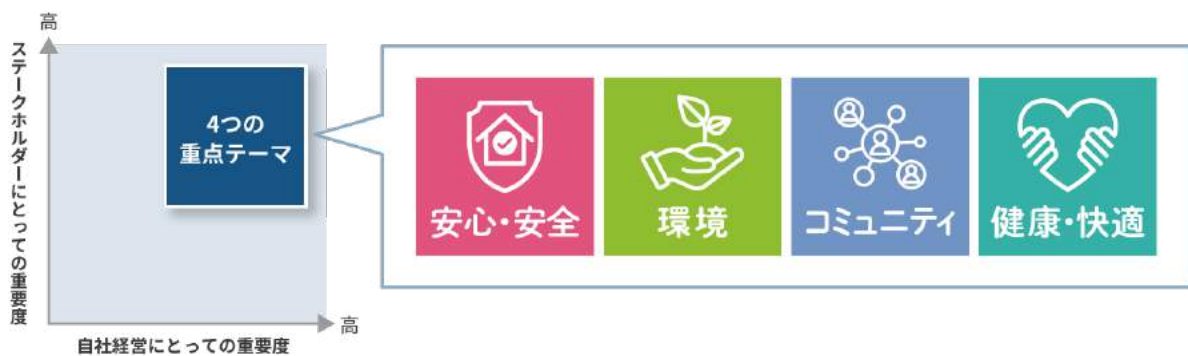 高
ステークホルダーにとっての重要度
4つの
重点テーマ
安心・安全
環境
コミュニティ
健康・快適
高
自社経営にとっての重要度